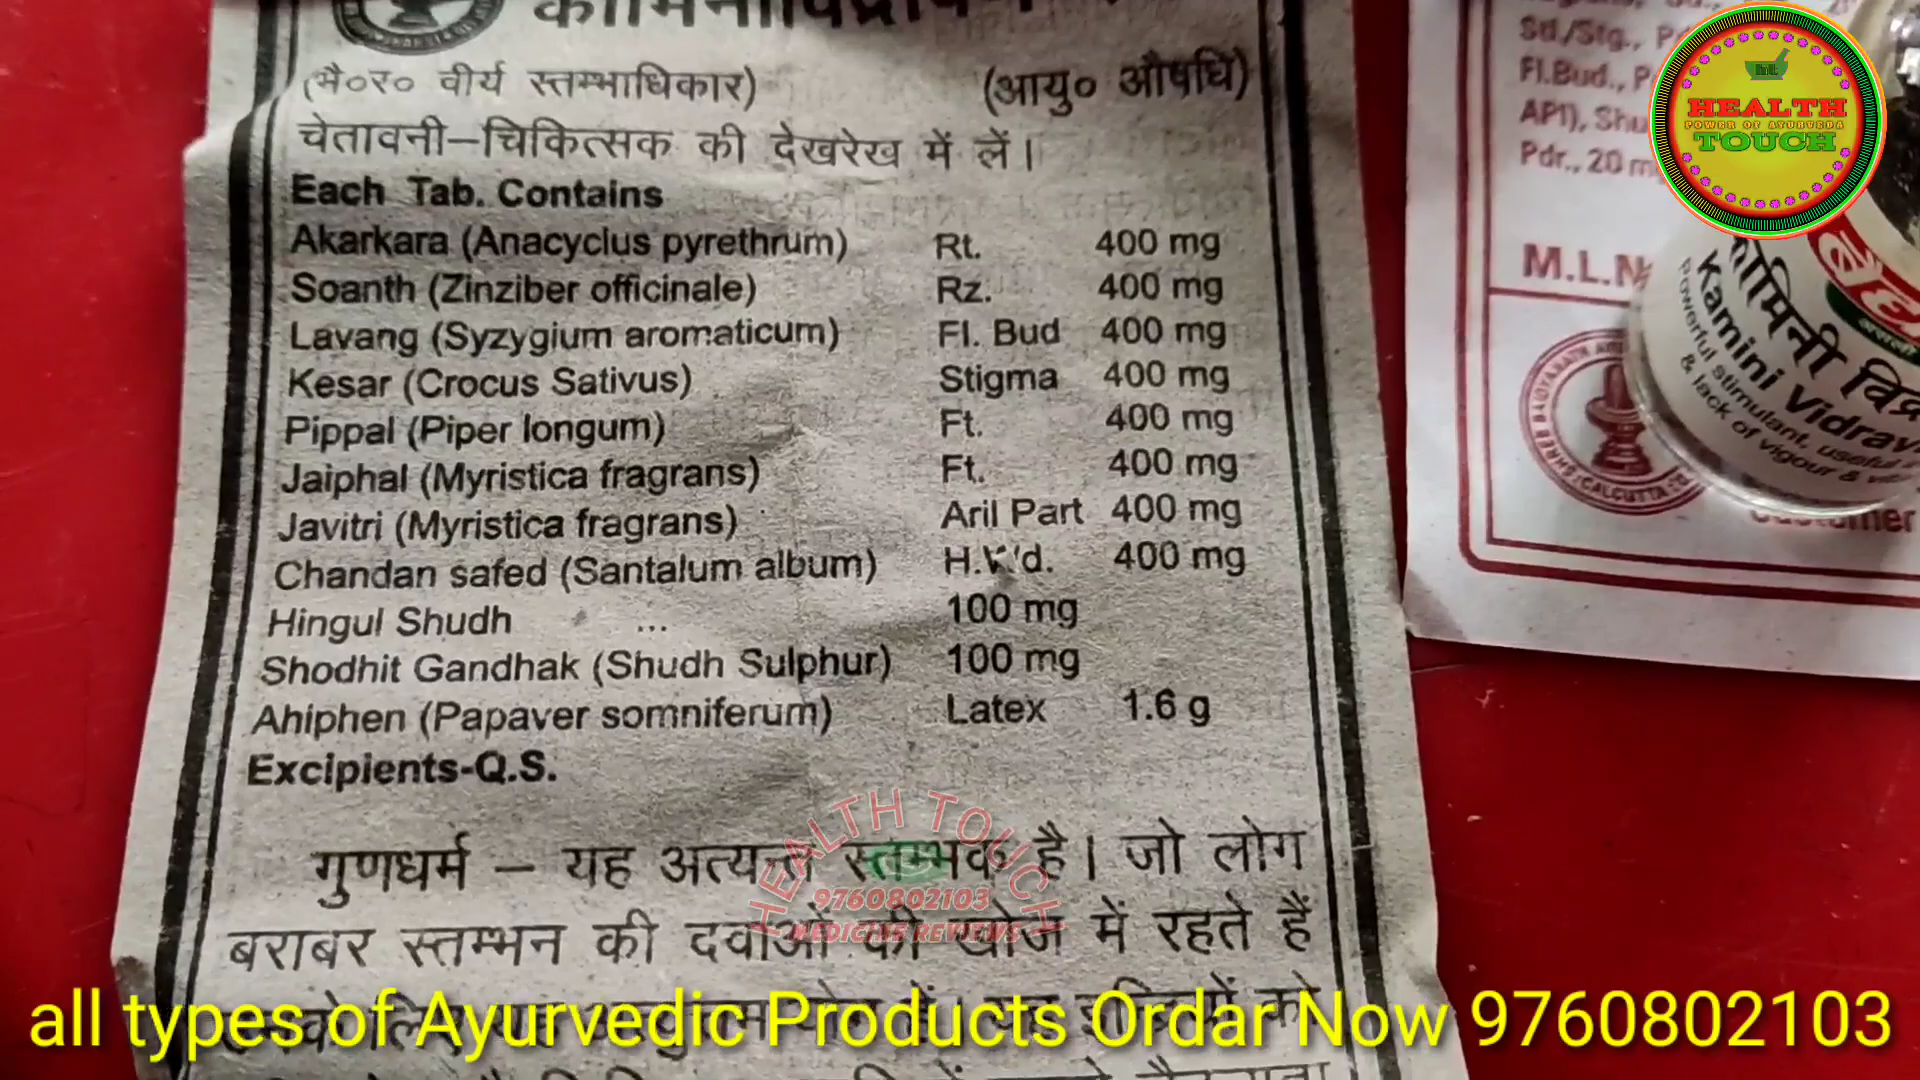 (भै०र० वीर्य स्तम्भाधिकार) (आयु० औषधि)
चेतावनी–चिकित्सक की देखरेख में लें।
Each Tab. Contains
Akarkara (Anacyclus pyrethrum) Rt. 400 mg
Soanth (Zinziber officinale) Rz. 400 mg
Lavang (Syzygium aromaticum) Fl. Bud 400 mg
Kesar (Crocus Sativus) Stigma 400 mg
Pippal (Piper longum) Ft. 400 mg
Jaiphal (Myristica fragrans) Ft. 400 mg
Javitri (Myristica fragrans) Aril Part 400 mg
Chandan safed (Santalum album) H.W'd. 400 mg
Hingul Shudh ... 100 mg
Shodhit Gandhak (Shudh Sulphur) 100 mg
Ahiphen (Papaver somniferum) Latex 1.6 g
Excipients-Q.S.
गुणधर्म – यह अत्यन्त स्तम्भक है। जो लोग
बराबर स्तम्भन की दवाओं की खोज में रहते हैं
HEALTH TOUCH
9760802103
MEDICINE REVIEWS
all types of Ayurvedic Products Ordar Now 9760802103
Sd./Stg.,
Fl.Bud.,
API),
Pdr., 20
M.L.
CALCUTTA
HEALTH
POWER OF AYURVEDA
TOUCH
कामिनी
Kamini
Powerful stimulant, useful
& lack of vigour &